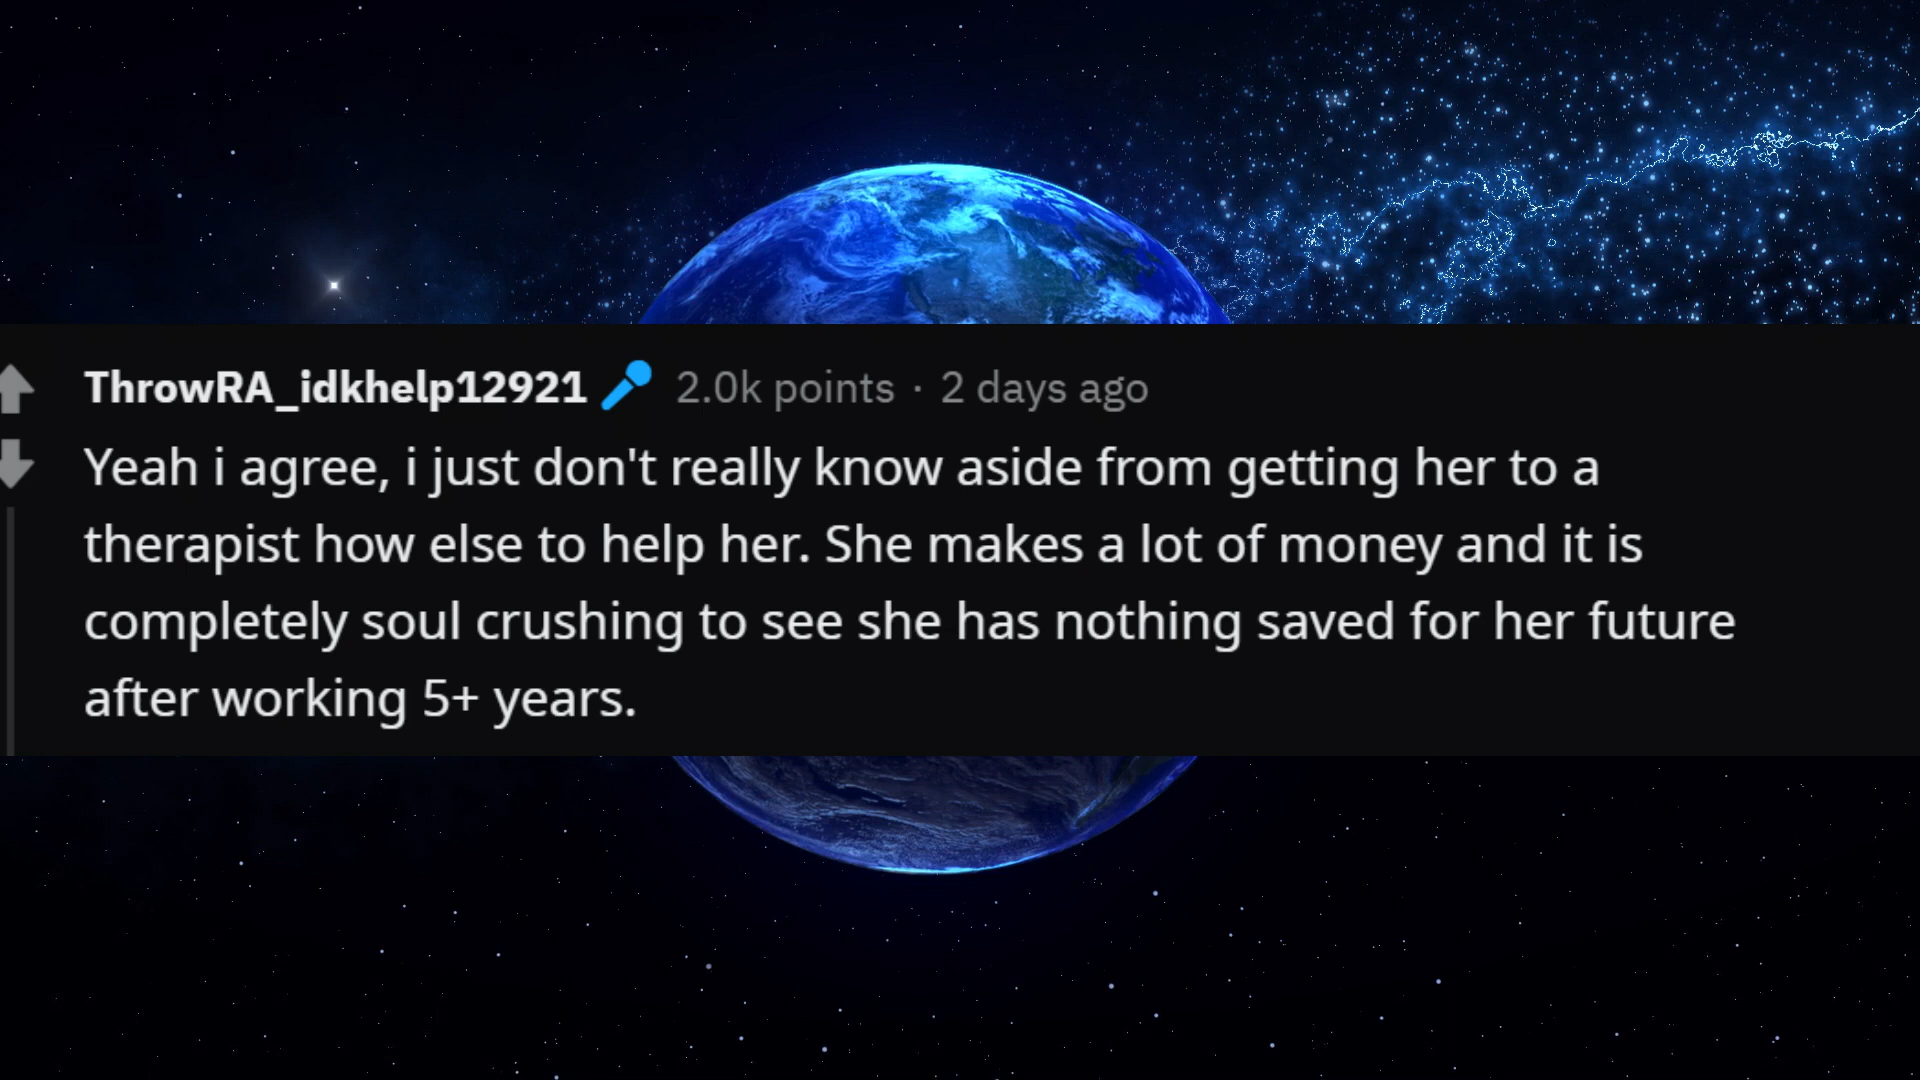 ThrowRA_idkhelp12921 2.0k points · 2 days ago
Yeah i agree, i just don't really know aside from getting her to a
therapist how else to help her. She makes a lot of money and it is
completely soul crushing to see she has nothing saved for her future
after working 5+ years.